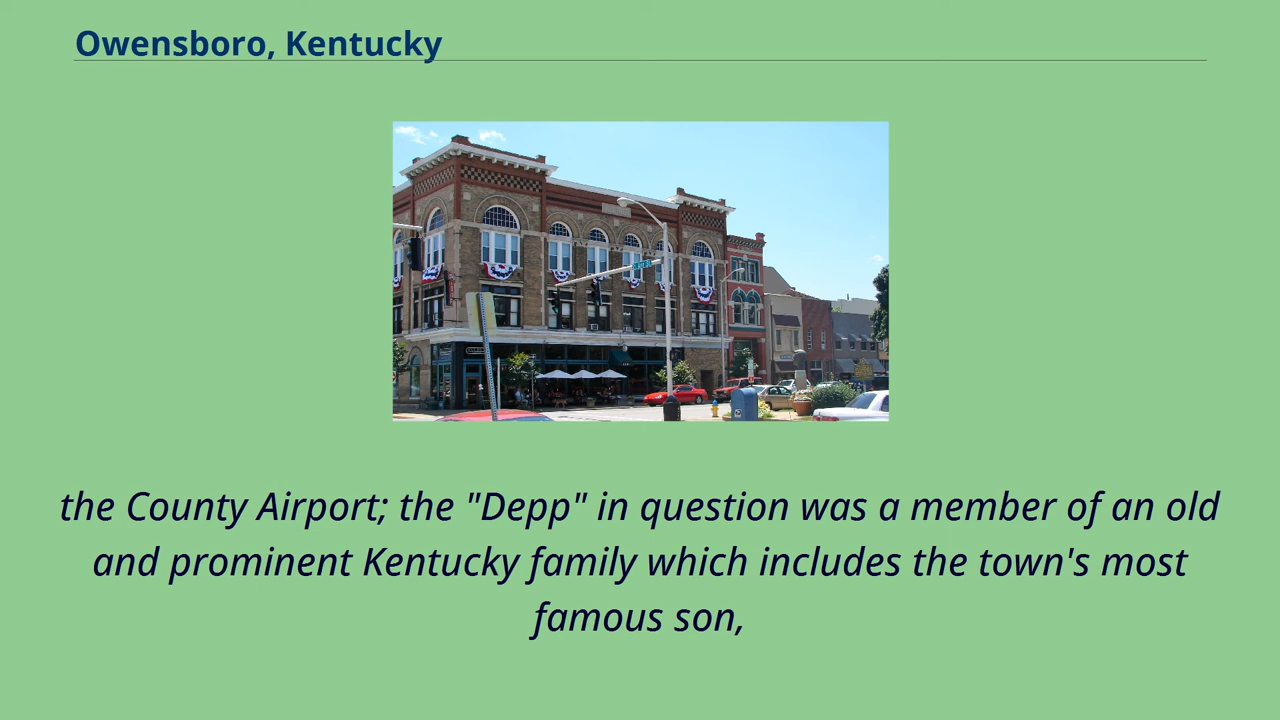 Owensboro, Kentucky
the County Airport; the "Depp" in question was a member of an old
and prominent Kentucky family which includes the town's most
famous son,